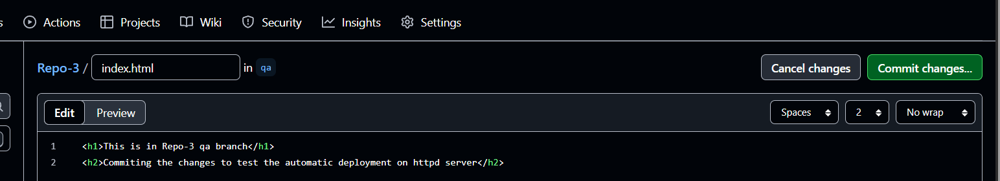 s Actions Projects Wiki Security Insights Settings
Repo-3 / index.html in qa Cancel changes Commit changes...
Edit Preview Spaces 2 No wrap
1 <h1>This is in Repo-3 qa branch</h1>
2 <h2>Commiting the changes to test the automatic deployment on httpd server</h2>